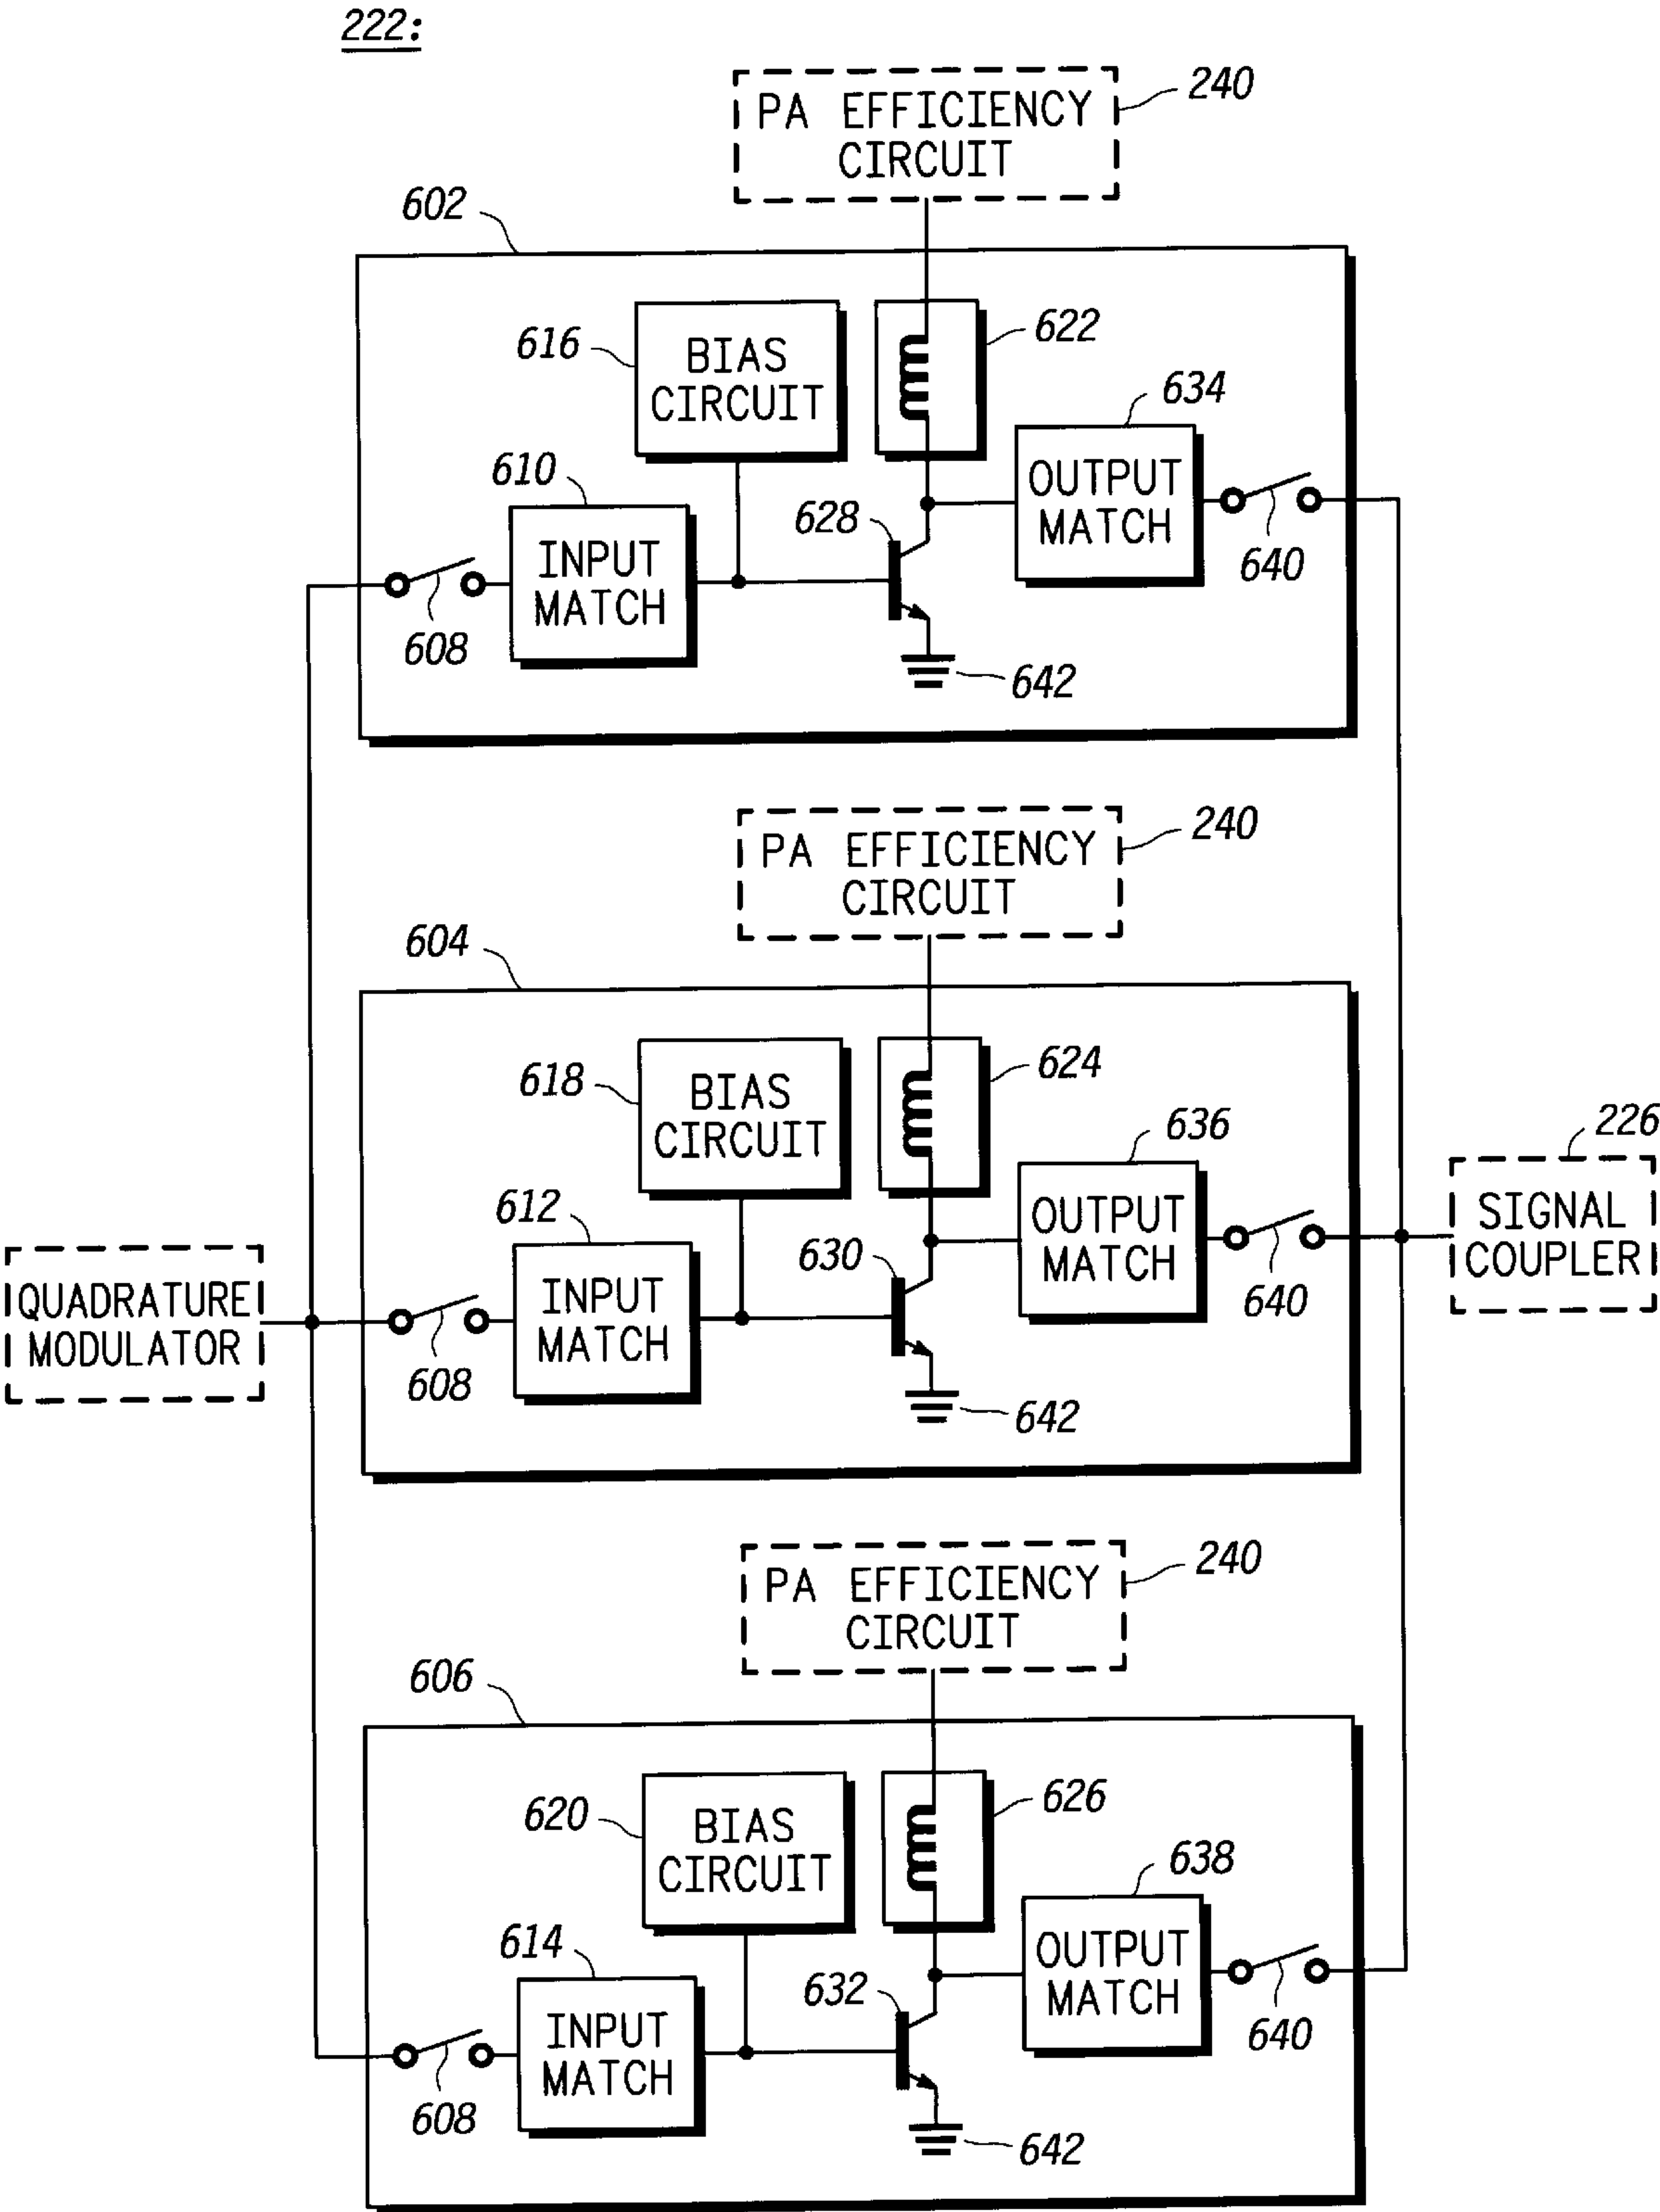 222:
PA EFFICIENCY
CIRCUIT
240
602
616
BIAS
CIRCUIT
622
634
OUTPUT
MATCH
610
INPUT
MATCH
628
608
640
642
PA EFFICIENCY
CIRCUIT
240
604
618
BIAS
CIRCUIT
624
636
OUTPUT
MATCH
612
INPUT
MATCH
630
608
640
642
226
SIGNAL
COUPLER
QUADRATURE
MODULATOR
PA EFFICIENCY
CIRCUIT
240
606
620
BIAS
CIRCUIT
626
638
OUTPUT
MATCH
614
INPUT
MATCH
632
608
640
642